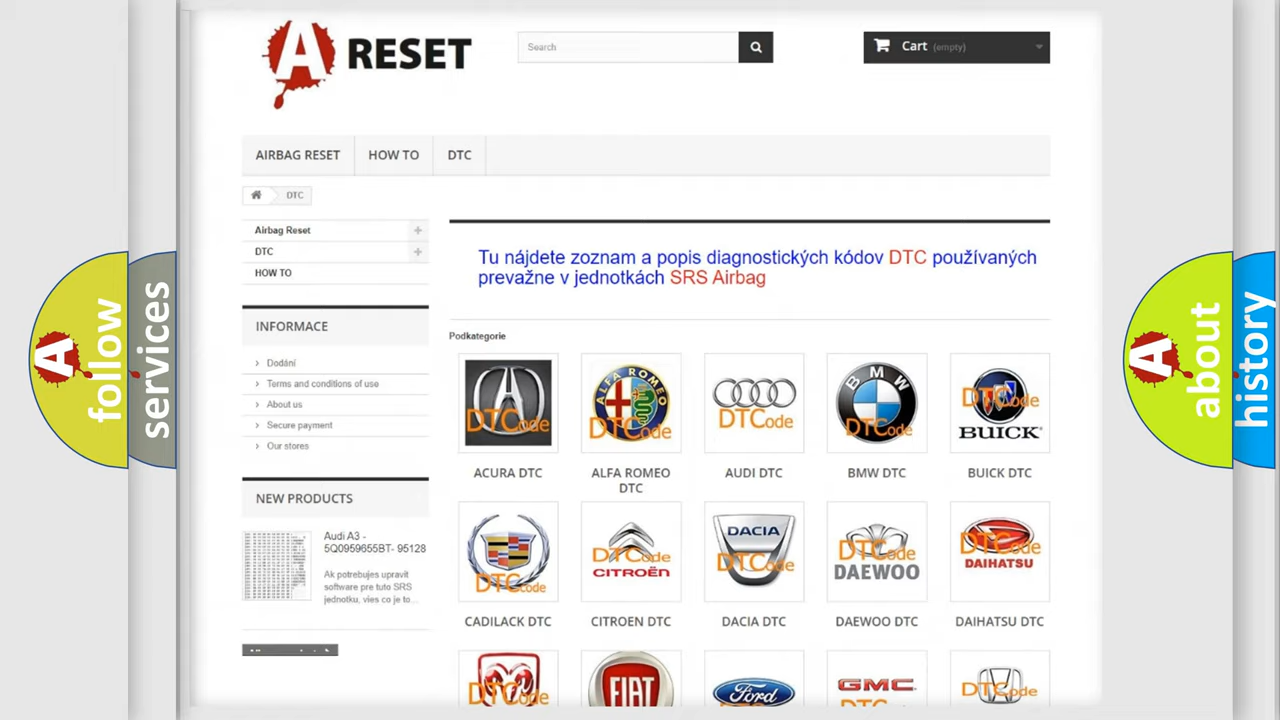 A RESET
Search
Cart (empty)
AIRBAG RESET
HOW TO
DTC
DTC
Airbag Reset
DTC
HOW TO
Tu nájdete zoznam a popis diagnostických kódov DTC používaných
prevažne v jednotkách SRS Airbag
INFORMACE
Dodání
Terms and conditions of use
About us
Secure payment
Our stores
Podkategorie
DTCode
ALFA ROMEO
DTCode
DTCode
BMW
DTCode
DTCode
BUICK
ACURA DTC
ALFA ROMEO
DTC
AUDI DTC
BMW DTC
BUICK DTC
NEW PRODUCTS
Audi A3 -
5Q0959655BT- 95128
Ak potrebujes upravit
software pre tuto SRS
jednotku, vies co je to...
DTCode
DTCode
CITROËN
DACIA
DTCode
DTCode
DAEWOO
DTCode
DAIHATSU
CADILACK DTC
CITROEN DTC
DACIA DTC
DAEWOO DTC
DAIHATSU DTC
DTCode
FIAT
Ford
DTCode
GMC
DTCode
A
follow
services
A
about
history